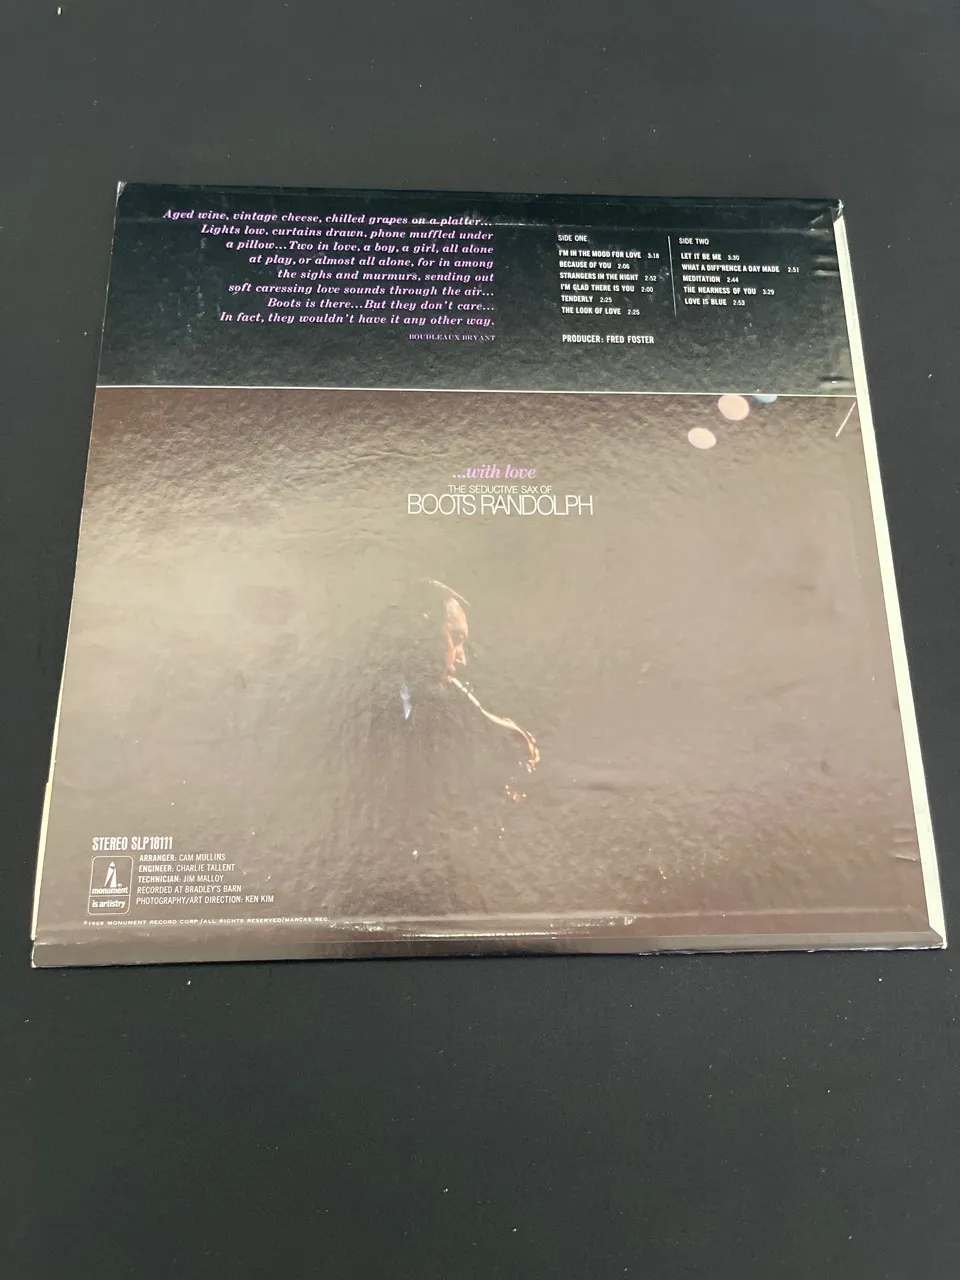 Aged wine, vintage cheese, chilled grapes on a platter...
Lights low, curtains drawn, phone muffled under
a pillow...Two in love, a boy, a girl, all alone
at play, or almost all alone, for in among
the sighs and murmurs, sending out
soft caressing love sounds through the air...
Boots is there...But they don't care...
In fact, they wouldn't have it any other way.
BOUDLEAUX BRYANT
SIDE ONE
I'M IN THE MOOD FOR LOVE 3:18
BECAUSE OF YOU 2:06
STRANGERS IN THE NIGHT 2:52
I'M GLAD THERE IS YOU 2:00
TENDERLY 2:25
THE LOOK OF LOVE 2:25
SIDE TWO
LET IT BE ME 3:30
WHAT A DIFF'RENCE A DAY MADE 2:51
MEDITATION 2:44
THE NEARNESS OF YOU 3:29
LOVE IS BLUE 2:53
PRODUCER: FRED FOSTER
...with love
THE SEDUCTIVE SAX OF
BOOTS RANDOLPH
STEREO SLP18111
monument
is artistry
ARRANGER: CAM MULLINS
ENGINEER: CHARLIE TALLENT
TECHNICIAN: JIM MALLOY
RECORDED AT BRADLEY'S BARN
PHOTOGRAPHY/ART DIRECTION: KEN KIM
©1969 MONUMENT RECORD CORP./ALL RIGHTS RESERVED/MARCAS REG.